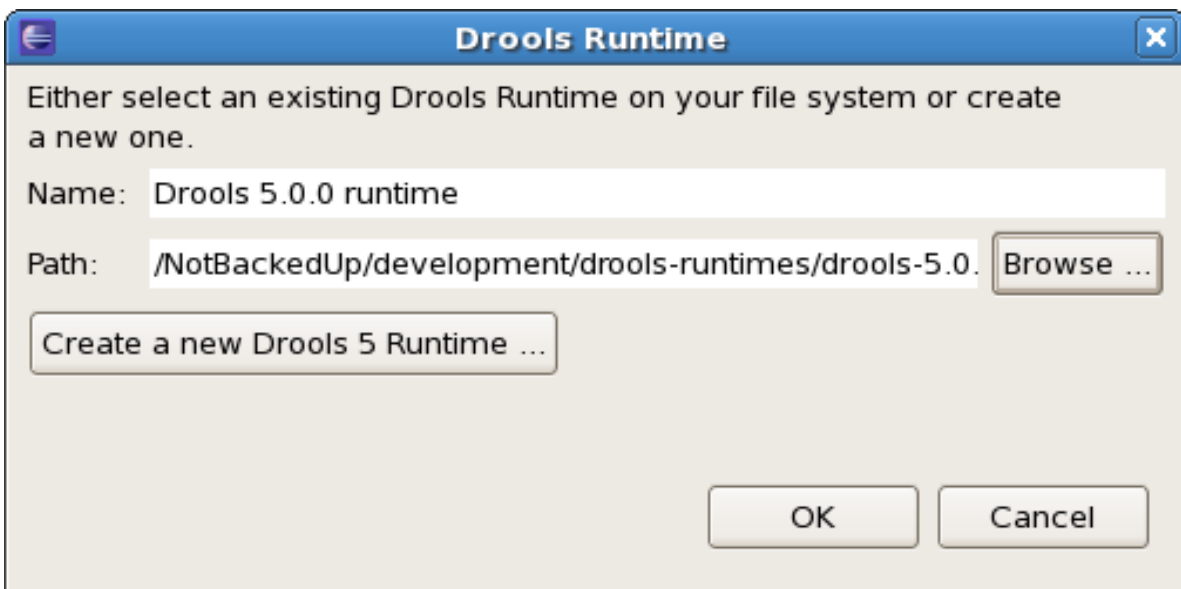 Drools Runtime
Either select an existing Drools Runtime on your file system or create
a new one.
Name: Drools 5.0.0 runtime
Path: /NotBackedUp/development/drools-runtimes/drools-5.0. Browse ...
Create a new Drools 5 Runtime ...
OK Cancel